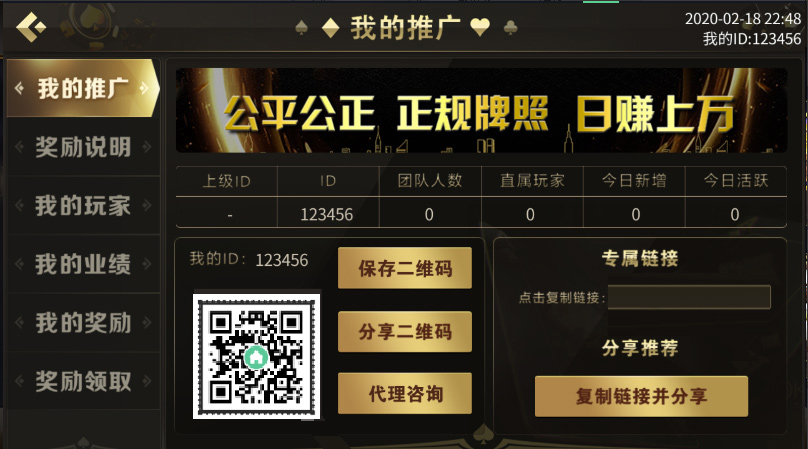 我的推广
2020-02-18 22:48
我的ID:123456
我的推广
奖励说明
我的玩家
我的业绩
我的奖励
奖励领取
公平公正 正规牌照 日赚上万
上级ID ID 团队人数 直属玩家 今日新增 今日活跃
- 123456 0 0 0 0
我的ID: 123456
保存二维码
分享二维码
代理咨询
专属链接
点击复制链接:
分享推荐
复制链接并分享